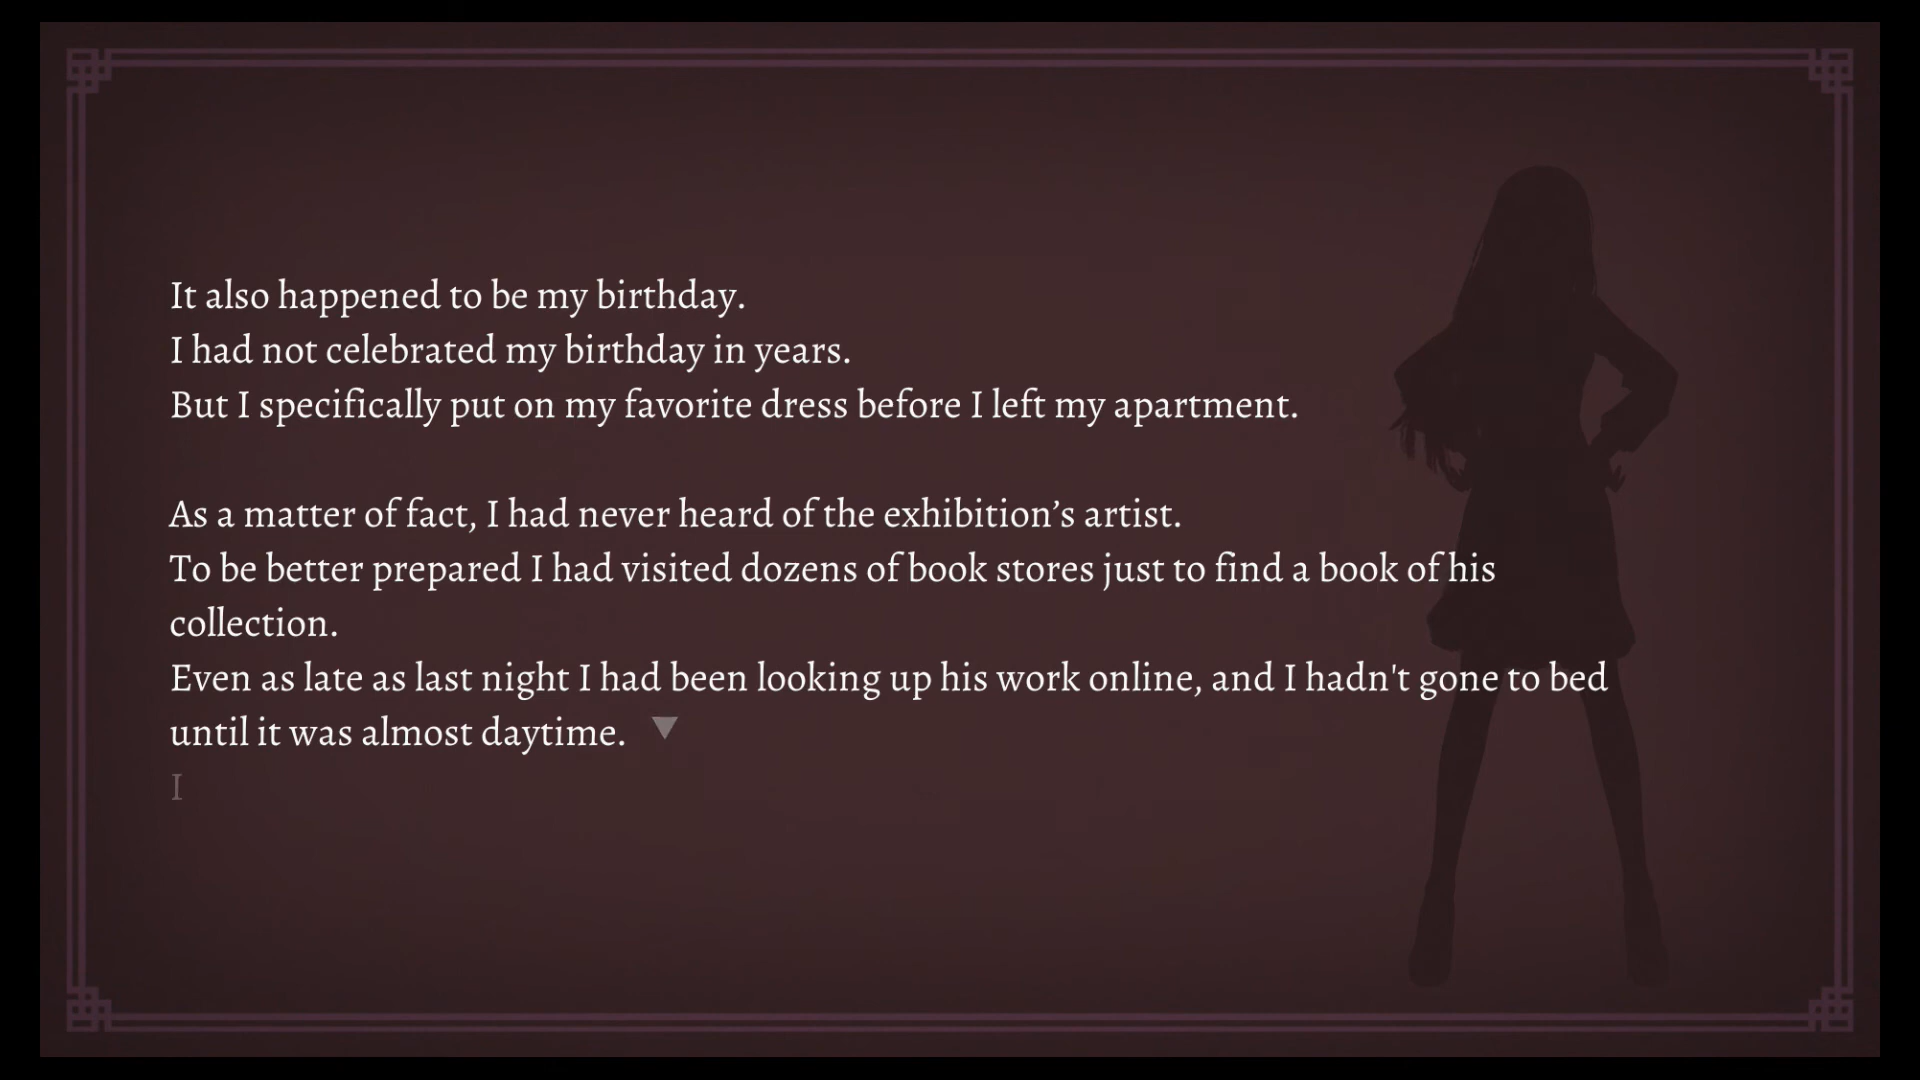 It also happened to be my birthday.
I had not celebrated my birthday in years.
But I specifically put on my favorite dress before I left my apartment.
As a matter of fact, I had never heard of the exhibition’s artist.
To be better prepared I had visited dozens of book stores just to find a book of his
collection.
Even as late as last night I had been looking up his work online, and I hadn't gone to bed
until it was almost daytime.
I